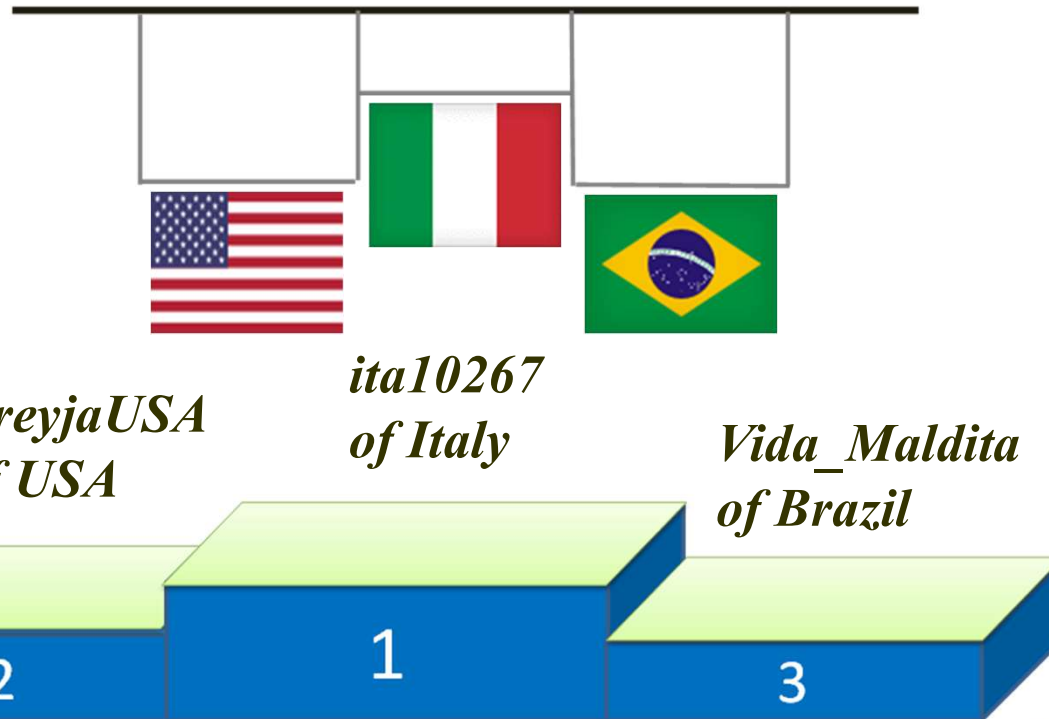 reyjaUSA
f USA
ita10267
of Italy
Vida_Maldita
of Brazil
2
1
3